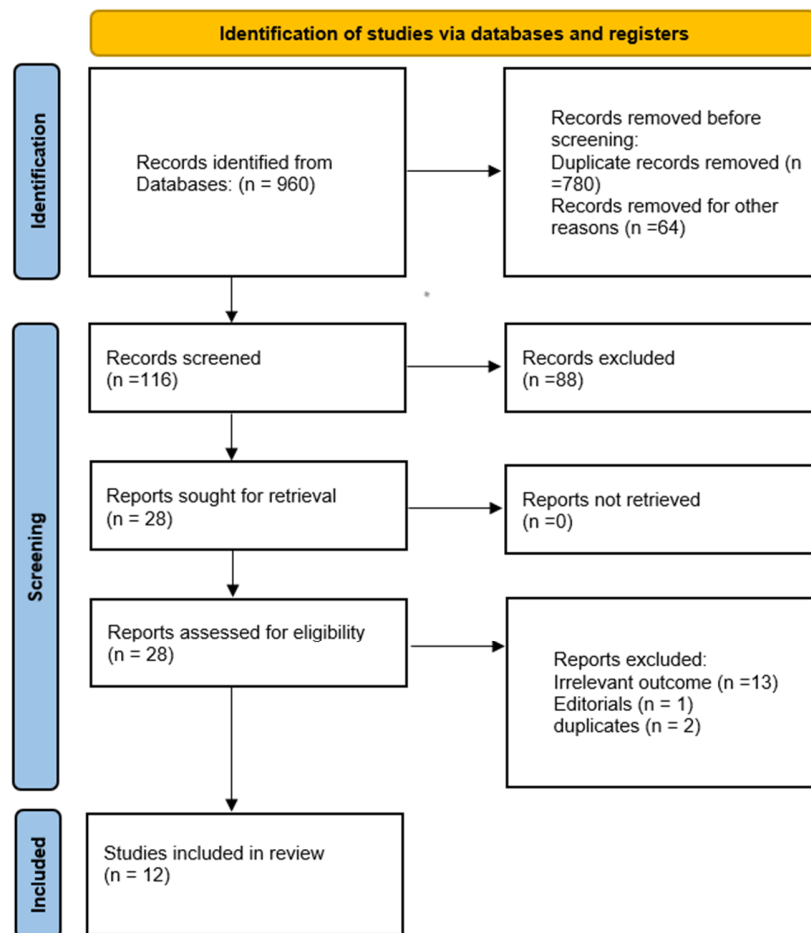 Identification of studies via databases and registers
Identification
Records identified from
Databases: (n = 960)
Records removed before
screening:
Duplicate records removed (n
=780)
Records removed for other
reasons (n =64)
Screening
Records screened
(n =116)
Records excluded
(n =88)
Reports sought for retrieval
(n = 28)
Reports not retrieved
(n =0)
Reports assessed for eligibility
(n = 28)
Reports excluded:
Irrelevant outcome (n =13)
Editorials (n = 1)
duplicates (n = 2)
Included
Studies included in review
(n = 12)